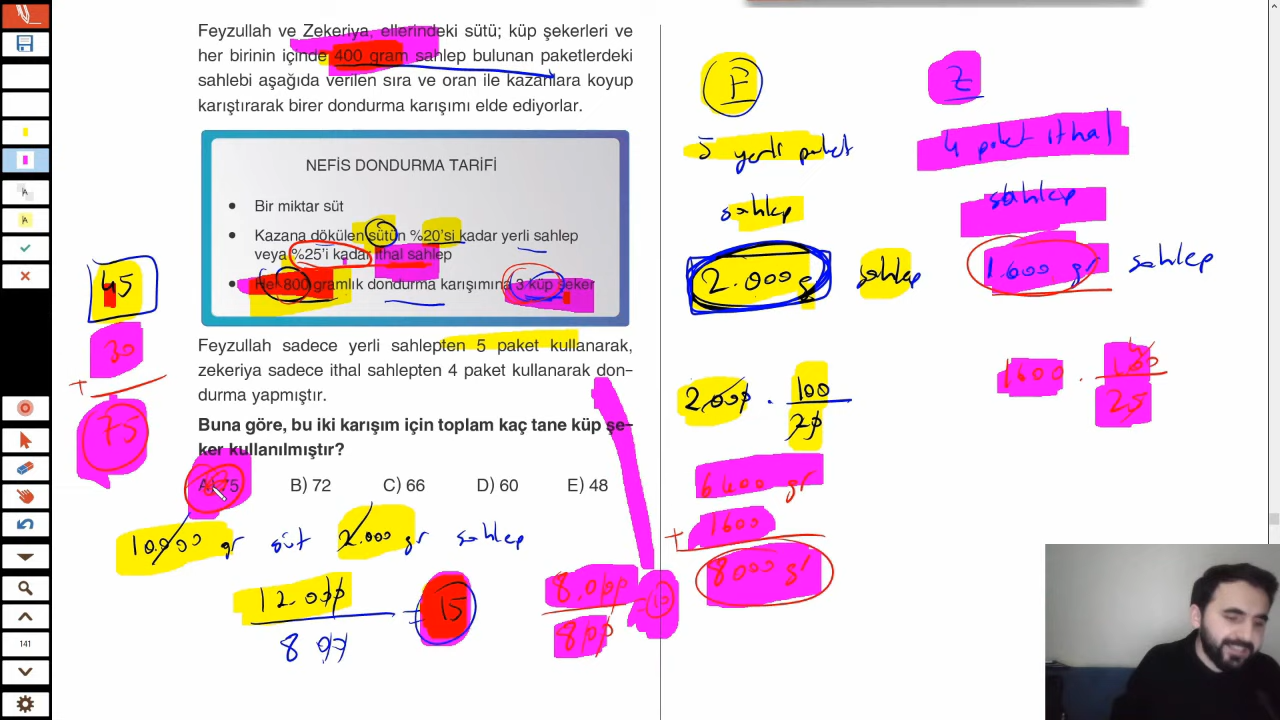 Feyzullah ve Zekeriya, ellerindeki sütü; küp şekerleri ve
her birinin içinde 400 gram sahlep bulunan paketlerdeki
sahlebi aşağıda verilen sıra ve oran ile kazanlara koyup
karıştırarak birer dondurma karışımı elde ediyorlar.
NEFİS DONDURMA TARİFİ
Bir miktar süt
Kazana dökülen sütün %20'si kadar yerli sahlep
veya %25'i kadar ithal sahlep
Her 800 gramlık dondurma karışımına 3 küp şeker
Feyzullah sadece yerli sahlepten 5 paket kullanarak,
zekeriya sadece ithal sahlepten 4 paket kullanarak don-
durma yapmıştır.
Buna göre, bu iki karışım için toplam kaç tane küp şe-
ker kullanılmıştır?
A) 75 B) 72 C) 66 D) 60 E) 48
45
30
+
75
10.000 gr süt 2.000 gr sahlep
12.000
800
= 15
8.000
800
= 10
F
5 yerli paket
sahlep
2.000 g sahlep
2.000 . 100
20
6400 gr
+ 1600
8000 gr
Z
4 paket ithal
sahlep
1.600 gr sahlep
1600 . 100
25
141